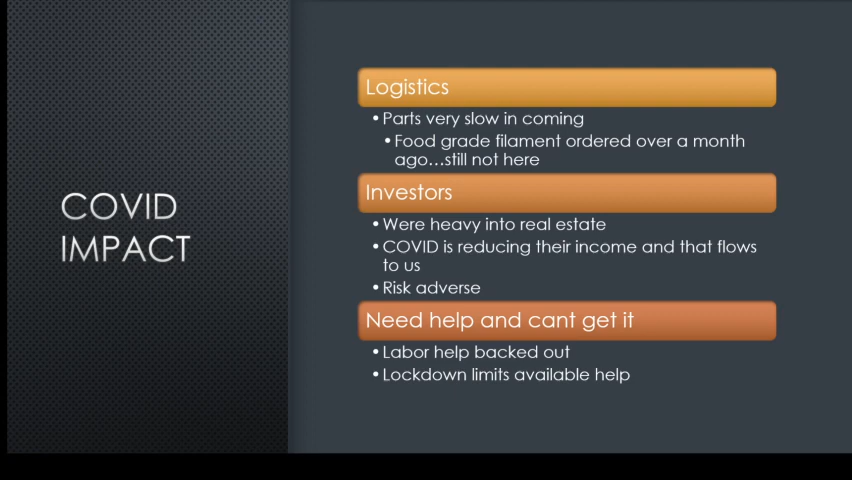 COVID
IMPACT
Logistics
•Parts very slow in coming
•Food grade filament ordered over a month
ago...still not here
Investors
•Were heavy into real estate
•COVID is reducing their income and that flows
to us
•Risk adverse
Need help and cant get it
•Labor help backed out
•Lockdown limits available help